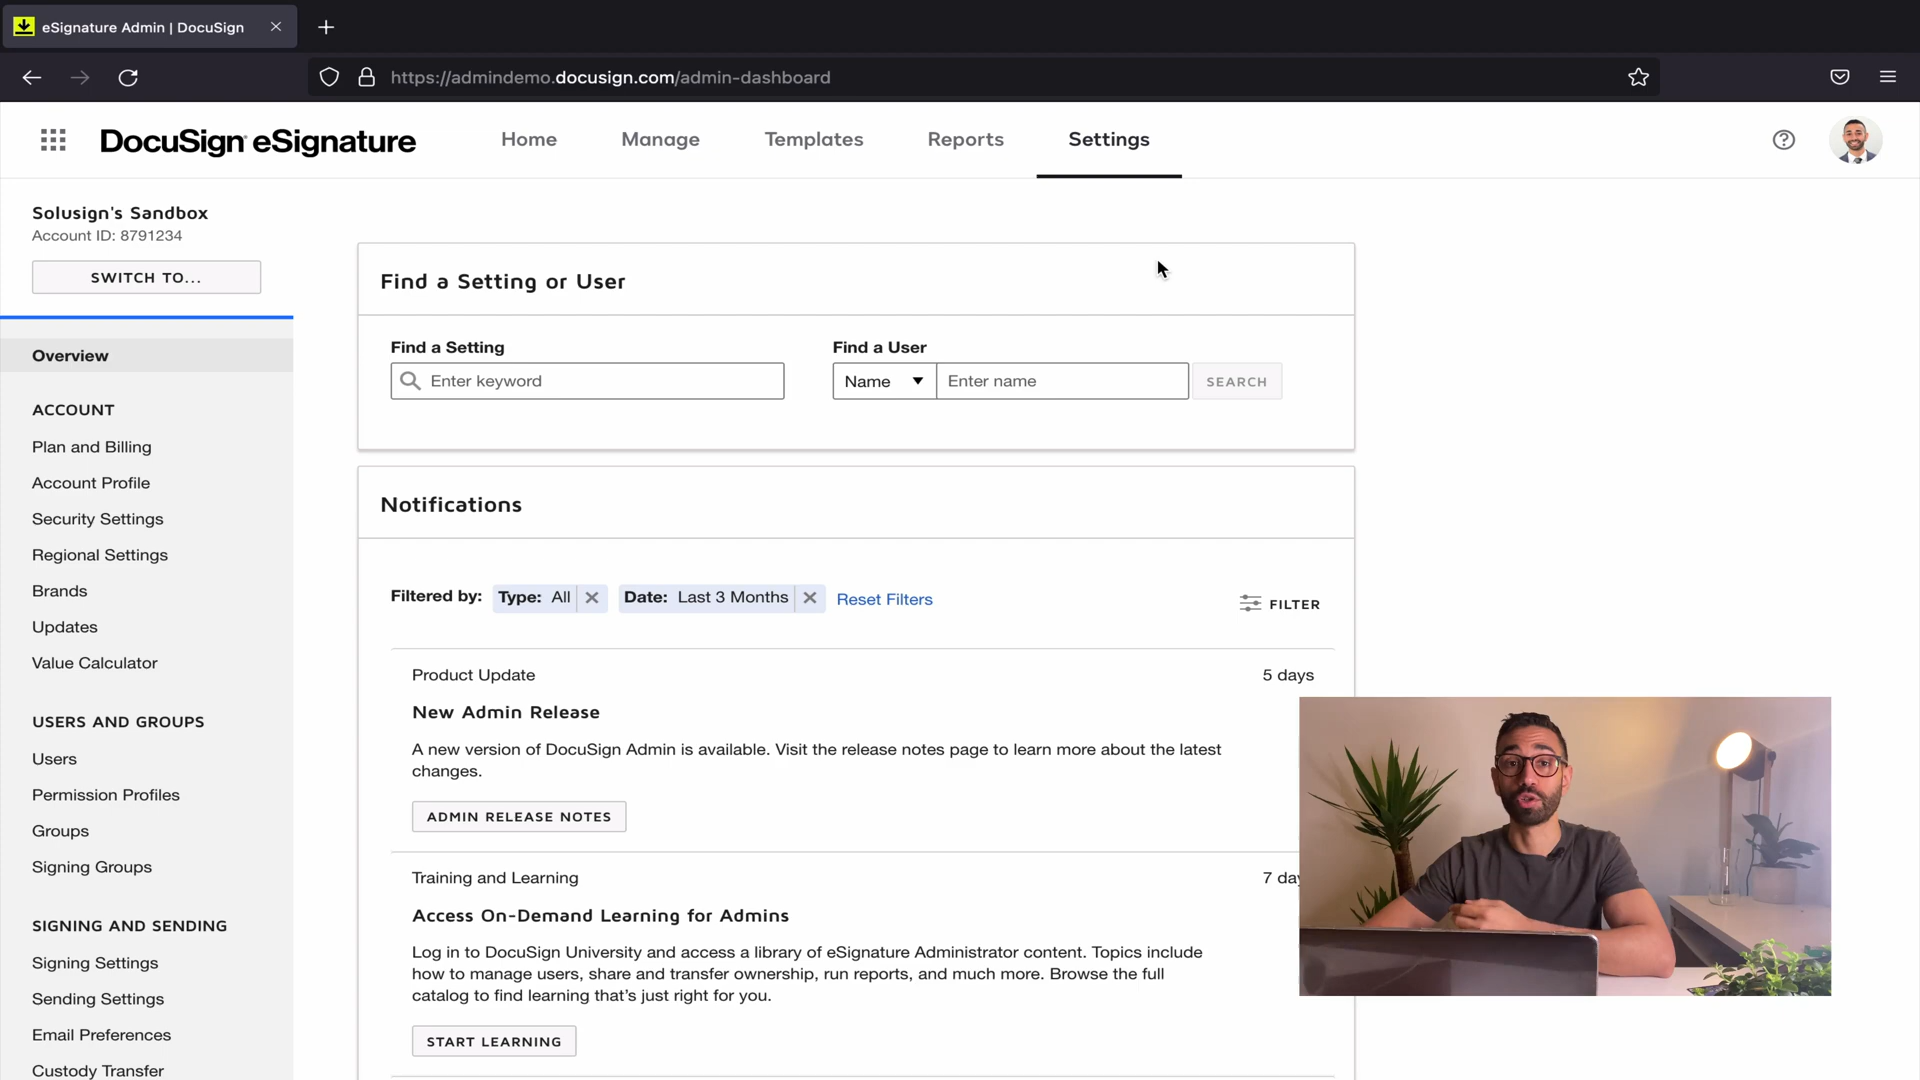 eSignature Admin | DocuSign
https://admindemo.docusign.com/admin-dashboard
DocuSign eSignature
Home
Manage
Templates
Reports
Settings
Solusign's Sandbox
Account ID: 8791234
SWITCH TO...
Overview
ACCOUNT
Plan and Billing
Account Profile
Security Settings
Regional Settings
Brands
Updates
Value Calculator
USERS AND GROUPS
Users
Permission Profiles
Groups
Signing Groups
SIGNING AND SENDING
Signing Settings
Sending Settings
Email Preferences
Custody Transfer
Find a Setting or User
Find a Setting
Enter keyword
Find a User
Name
Enter name
SEARCH
Notifications
Filtered by: Type: All Date: Last 3 Months Reset Filters
FILTER
Product Update
5 days
New Admin Release
A new version of DocuSign Admin is available. Visit the release notes page to learn more about the latest
changes.
ADMIN RELEASE NOTES
Training and Learning
7 day
Access On-Demand Learning for Admins
Log in to DocuSign University and access a library of eSignature Administrator content. Topics include
how to manage users, share and transfer ownership, run reports, and much more. Browse the full
catalog to find learning that's just right for you.
START LEARNING